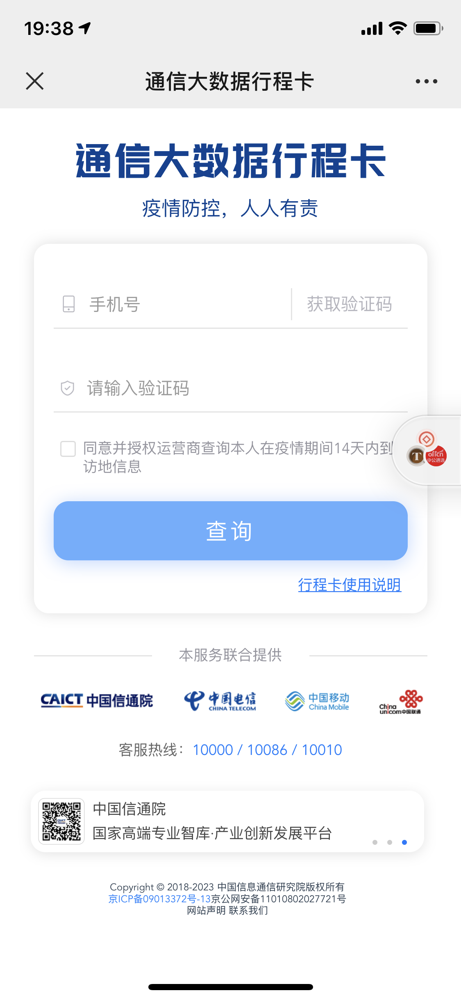 19:38
通信大数据行程卡
通信大数据行程卡
疫情防控，人人有责
手机号
获取验证码
请输入验证码
同意并授权运营商查询本人在疫情期间14天内到
访地信息
T
offcn
中公遴选
查询
行程卡使用说明
本服务联合提供
CAICT 中国信通院
中国电信
CHINA TELECOM
中国移动
China Mobile
China
unicom中国联通
客服热线：10000 / 10086 / 10010
中国信通院
国家高端专业智库·产业创新发展平台
Copyright © 2018-2023 中国信息通信研究院版权所有
京ICP备09013372号-13京公网安备11010802027721号
网站声明 联系我们